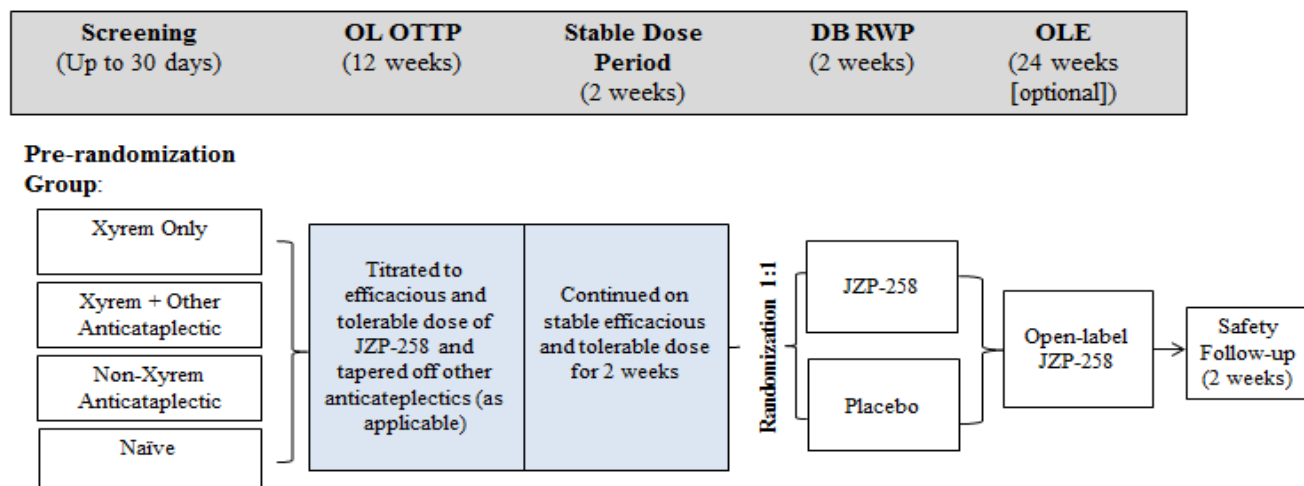 Screening
(Up to 30 days)
OL OTTP
(12 weeks)
Stable Dose
Period
(2 weeks)
DB RWP
(2 weeks)
OLE
(24 weeks
[optional])
Pre-randomization
Group:
Xyrem Only
Xyrem + Other
Anticataplectic
Non-Xyrem
Anticataplectic
Naïve
Titrated to
efficacious and
tolerable dose of
JZP-258 and
tapered off other
anticateplectics (as
applicable)
Continued on
stable efficacious
and tolerable dose
for 2 weeks
Randomization 1:1
JZP-258
Placebo
Open-label
JZP-258
Safety
Follow-up
(2 weeks)